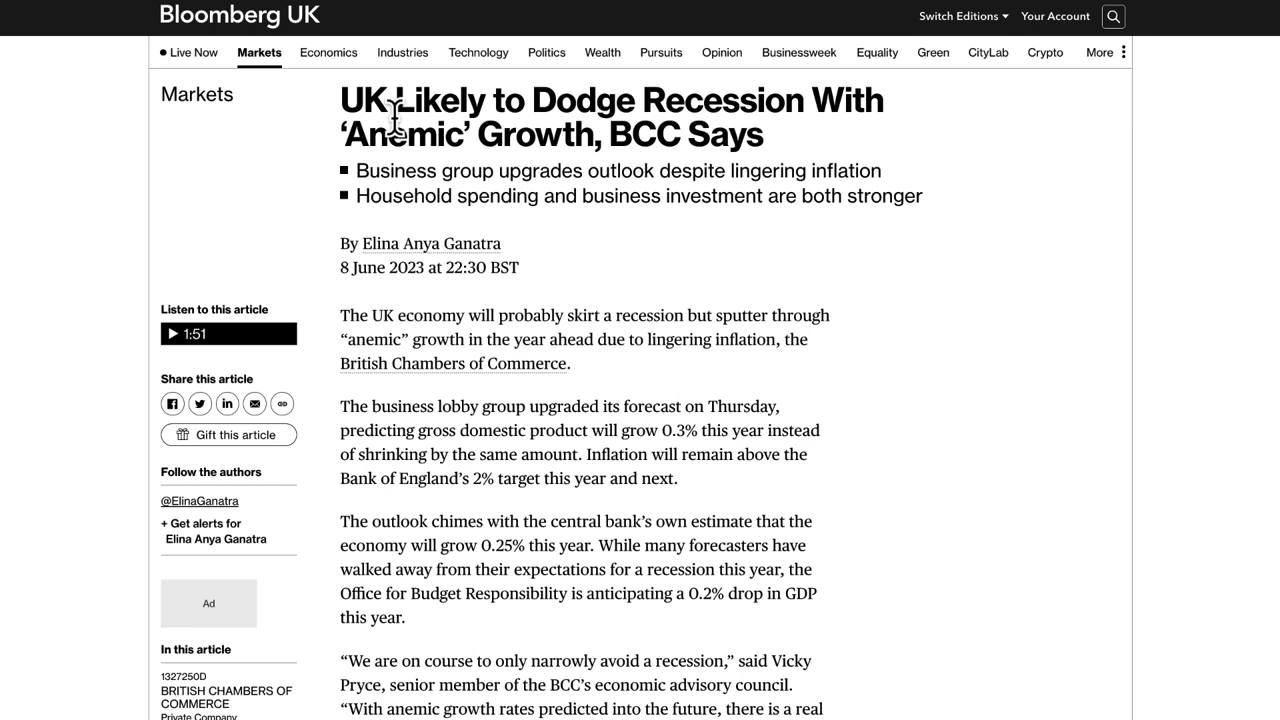 Bloomberg UK
Switch Editions
Your Account
Live Now
Markets
Economics
Industries
Technology
Politics
Wealth
Pursuits
Opinion
Businessweek
Equality
Green
CityLab
Crypto
More
Markets
UK Likely to Dodge Recession With
‘Anemic’ Growth, BCC Says
Business group upgrades outlook despite lingering inflation
Household spending and business investment are both stronger
By Elina Anya Ganatra
8 June 2023 at 22:30 BST
Listen to this article
1:51
Share this article
Gift this article
Follow the authors
@ElinaGanatra
+ Get alerts for
Elina Anya Ganatra
Ad
In this article
1327250D
BRITISH CHAMBERS OF
COMMERCE
Private Company
The UK economy will probably skirt a recession but sputter through
“anemic” growth in the year ahead due to lingering inflation, the
British Chambers of Commerce.
The business lobby group upgraded its forecast on Thursday,
predicting gross domestic product will grow 0.3% this year instead
of shrinking by the same amount. Inflation will remain above the
Bank of England’s 2% target this year and next.
The outlook chimes with the central bank’s own estimate that the
economy will grow 0.25% this year. While many forecasters have
walked away from their expectations for a recession this year, the
Office for Budget Responsibility is anticipating a 0.2% drop in GDP
this year.
“We are on course to only narrowly avoid a recession,” said Vicky
Pryce, senior member of the BCC’s economic advisory council.
“With anemic growth rates predicted into the future, there is a real